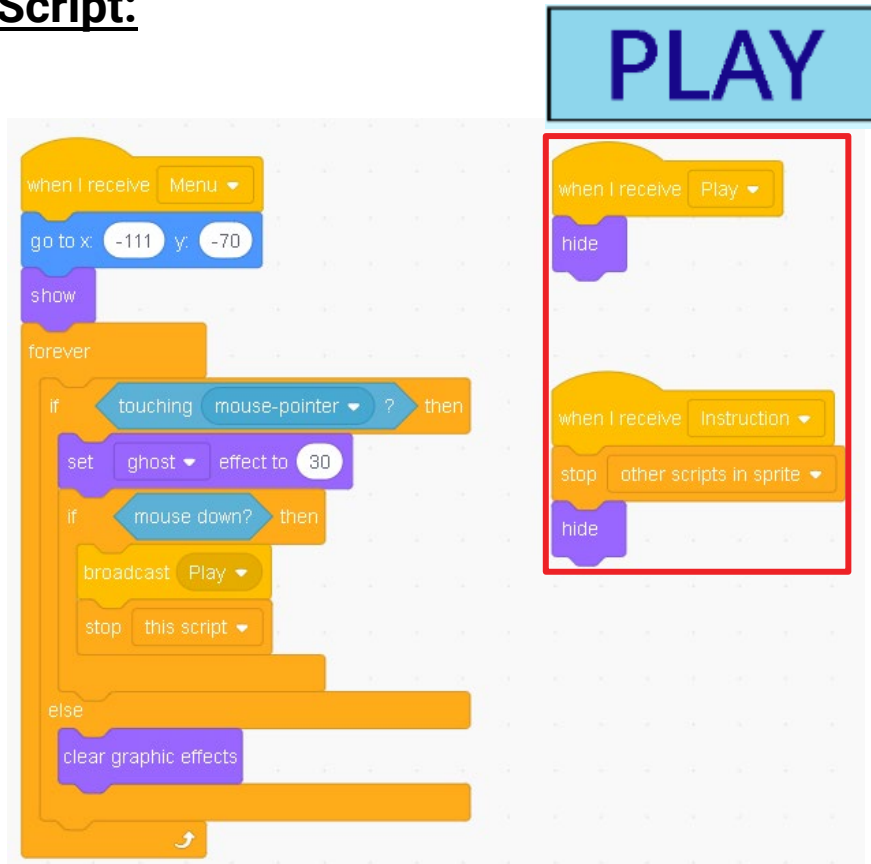 Script:
PLAY
when I receive Menu
go to x: -111 y: -70
show
forever
if touching mouse-pointer ? then
set ghost effect to 30
if mouse down? then
broadcast Play
stop this script
else
clear graphic effects
when I receive Play
hide
when I receive Instruction
stop other scripts in sprite
hide